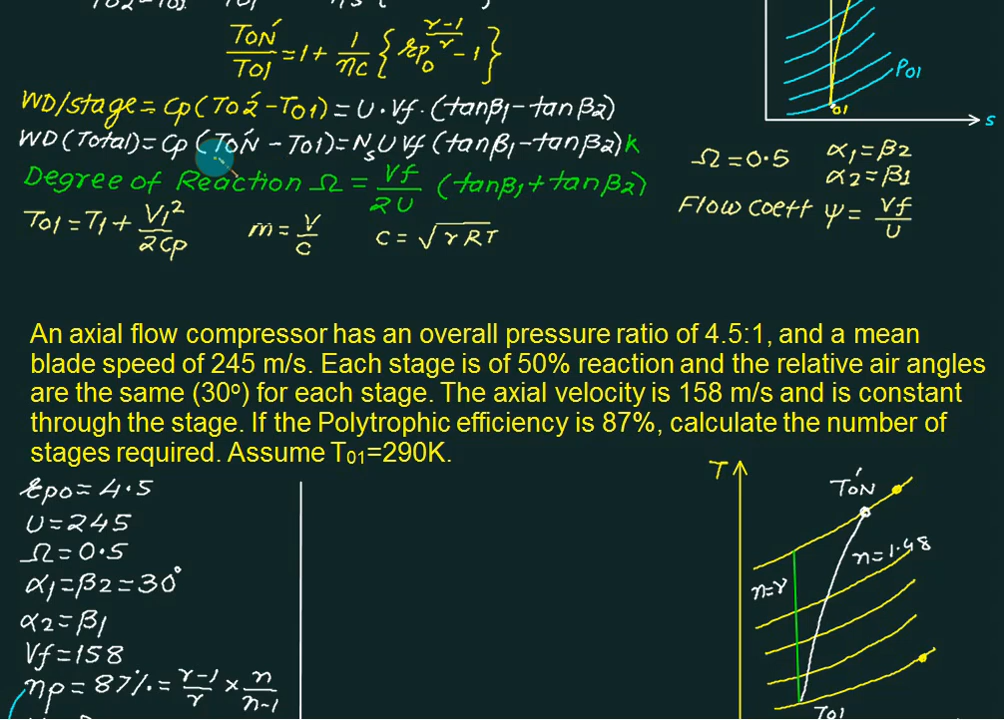 TON' / T01 = 1 + 1/ηc { rp0^(γ-1/γ) - 1 }
P01
01
S
WD/stage = Cp (T02' - T01) = U · Vf · (tanβ1 - tanβ2)
WD (Total) = Cp (TON' - T01) = Ns U Vf (tanβ1 - tanβ2) k
Ω = 0.5 α1 = β2
α2 = β1
Degree of Reaction Ω = Vf / 2U (tanβ1 + tanβ2)
Flow Coeff ψ = Vf / U
T01 = T1 + V1² / 2Cp m = V / C C = √γRT
An axial flow compressor has an overall pressure ratio of 4.5:1, and a mean
blade speed of 245 m/s. Each stage is of 50% reaction and the relative air angles
are the same (30°) for each stage. The axial velocity is 158 m/s and is constant
through the stage. If the Polytrophic efficiency is 87%, calculate the number of
stages required. Assume T01=290K.
rp0 = 4.5
U = 245
Ω = 0.5
α1 = β2 = 30°
α2 = β1
Vf = 158
ηp = 87% = γ-1 / γ × n / n-1
T
TON'
n=1.48
n=γ
T01